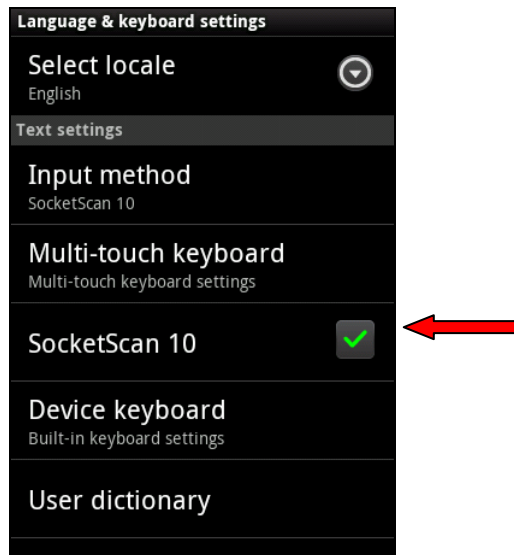 Language & keyboard settings
Select locale
English
Text settings
Input method
SocketScan 10
Multi-touch keyboard
Multi-touch keyboard settings
SocketScan 10
Device keyboard
Built-in keyboard settings
User dictionary